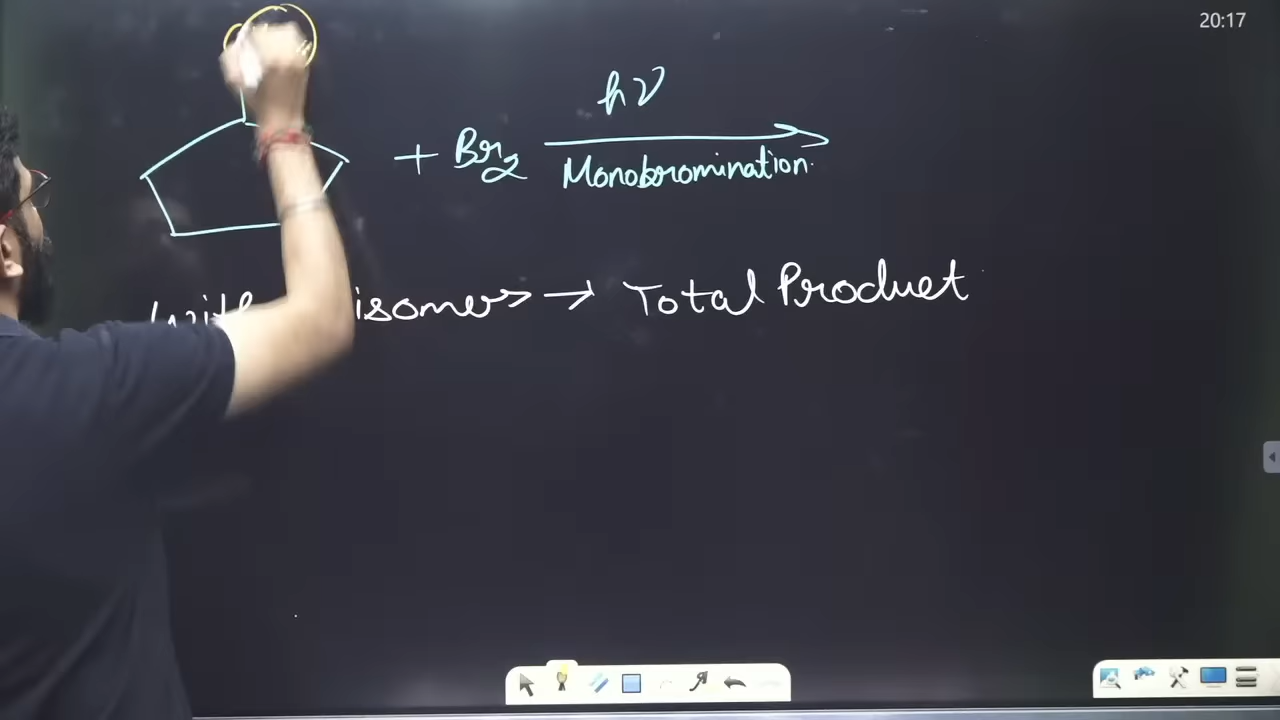 20:17
hν
+ Br₂
Monobromination.
isomers → Total Product